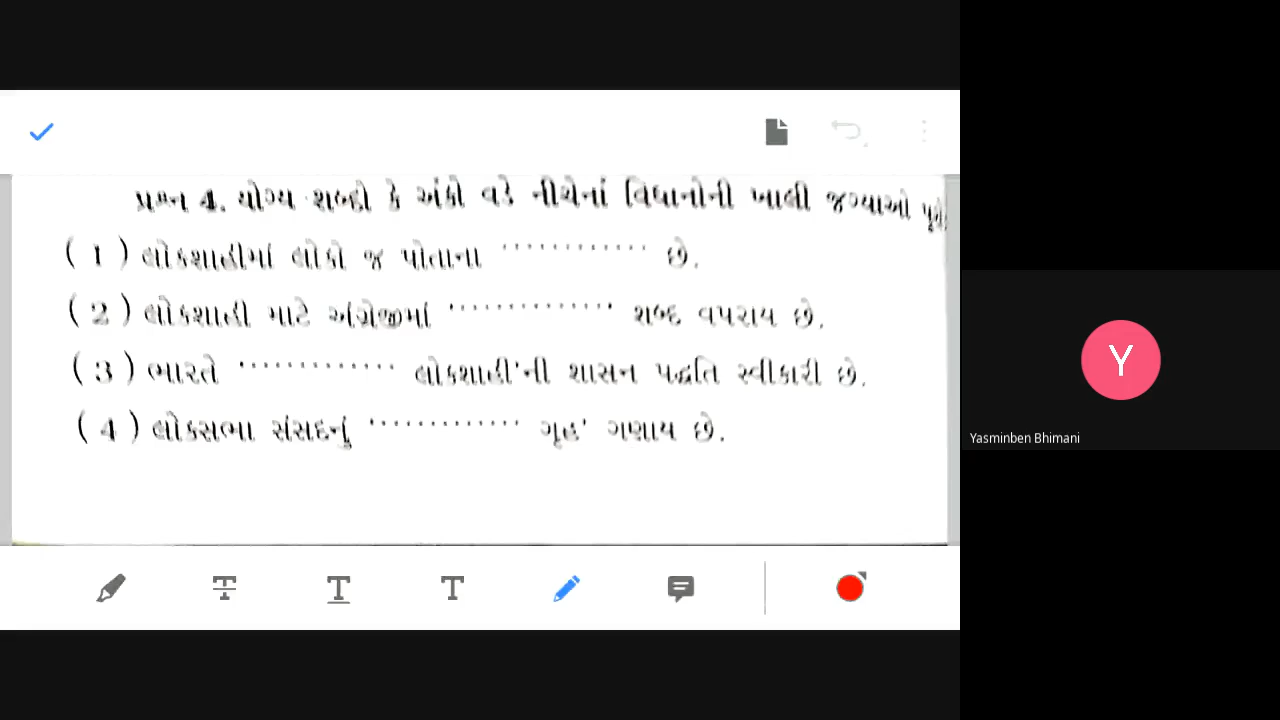 પ્રશ્ન 4. યોગ્ય શબ્દો કે અંકો વડે નીચેનાં વિધાનોની ખાલી જગ્યાઓ
( 1 ) લોકશાહીમાં લોકો જ પોતાના ............. છે.
( 2 ) લોકશાહી માટે અંગ્રેજીમાં .............. શબ્દ વપરાય છે.
( 3 ) ભારતે ............. લોકશાહી'ની શાસન પદ્ધતિ સ્વીકારી છે.
( 4 ) લોકસભા સંસદનું ............. ગૃહ' ગણાય છે.
T
T
T
Y
Yasminben Bhimani